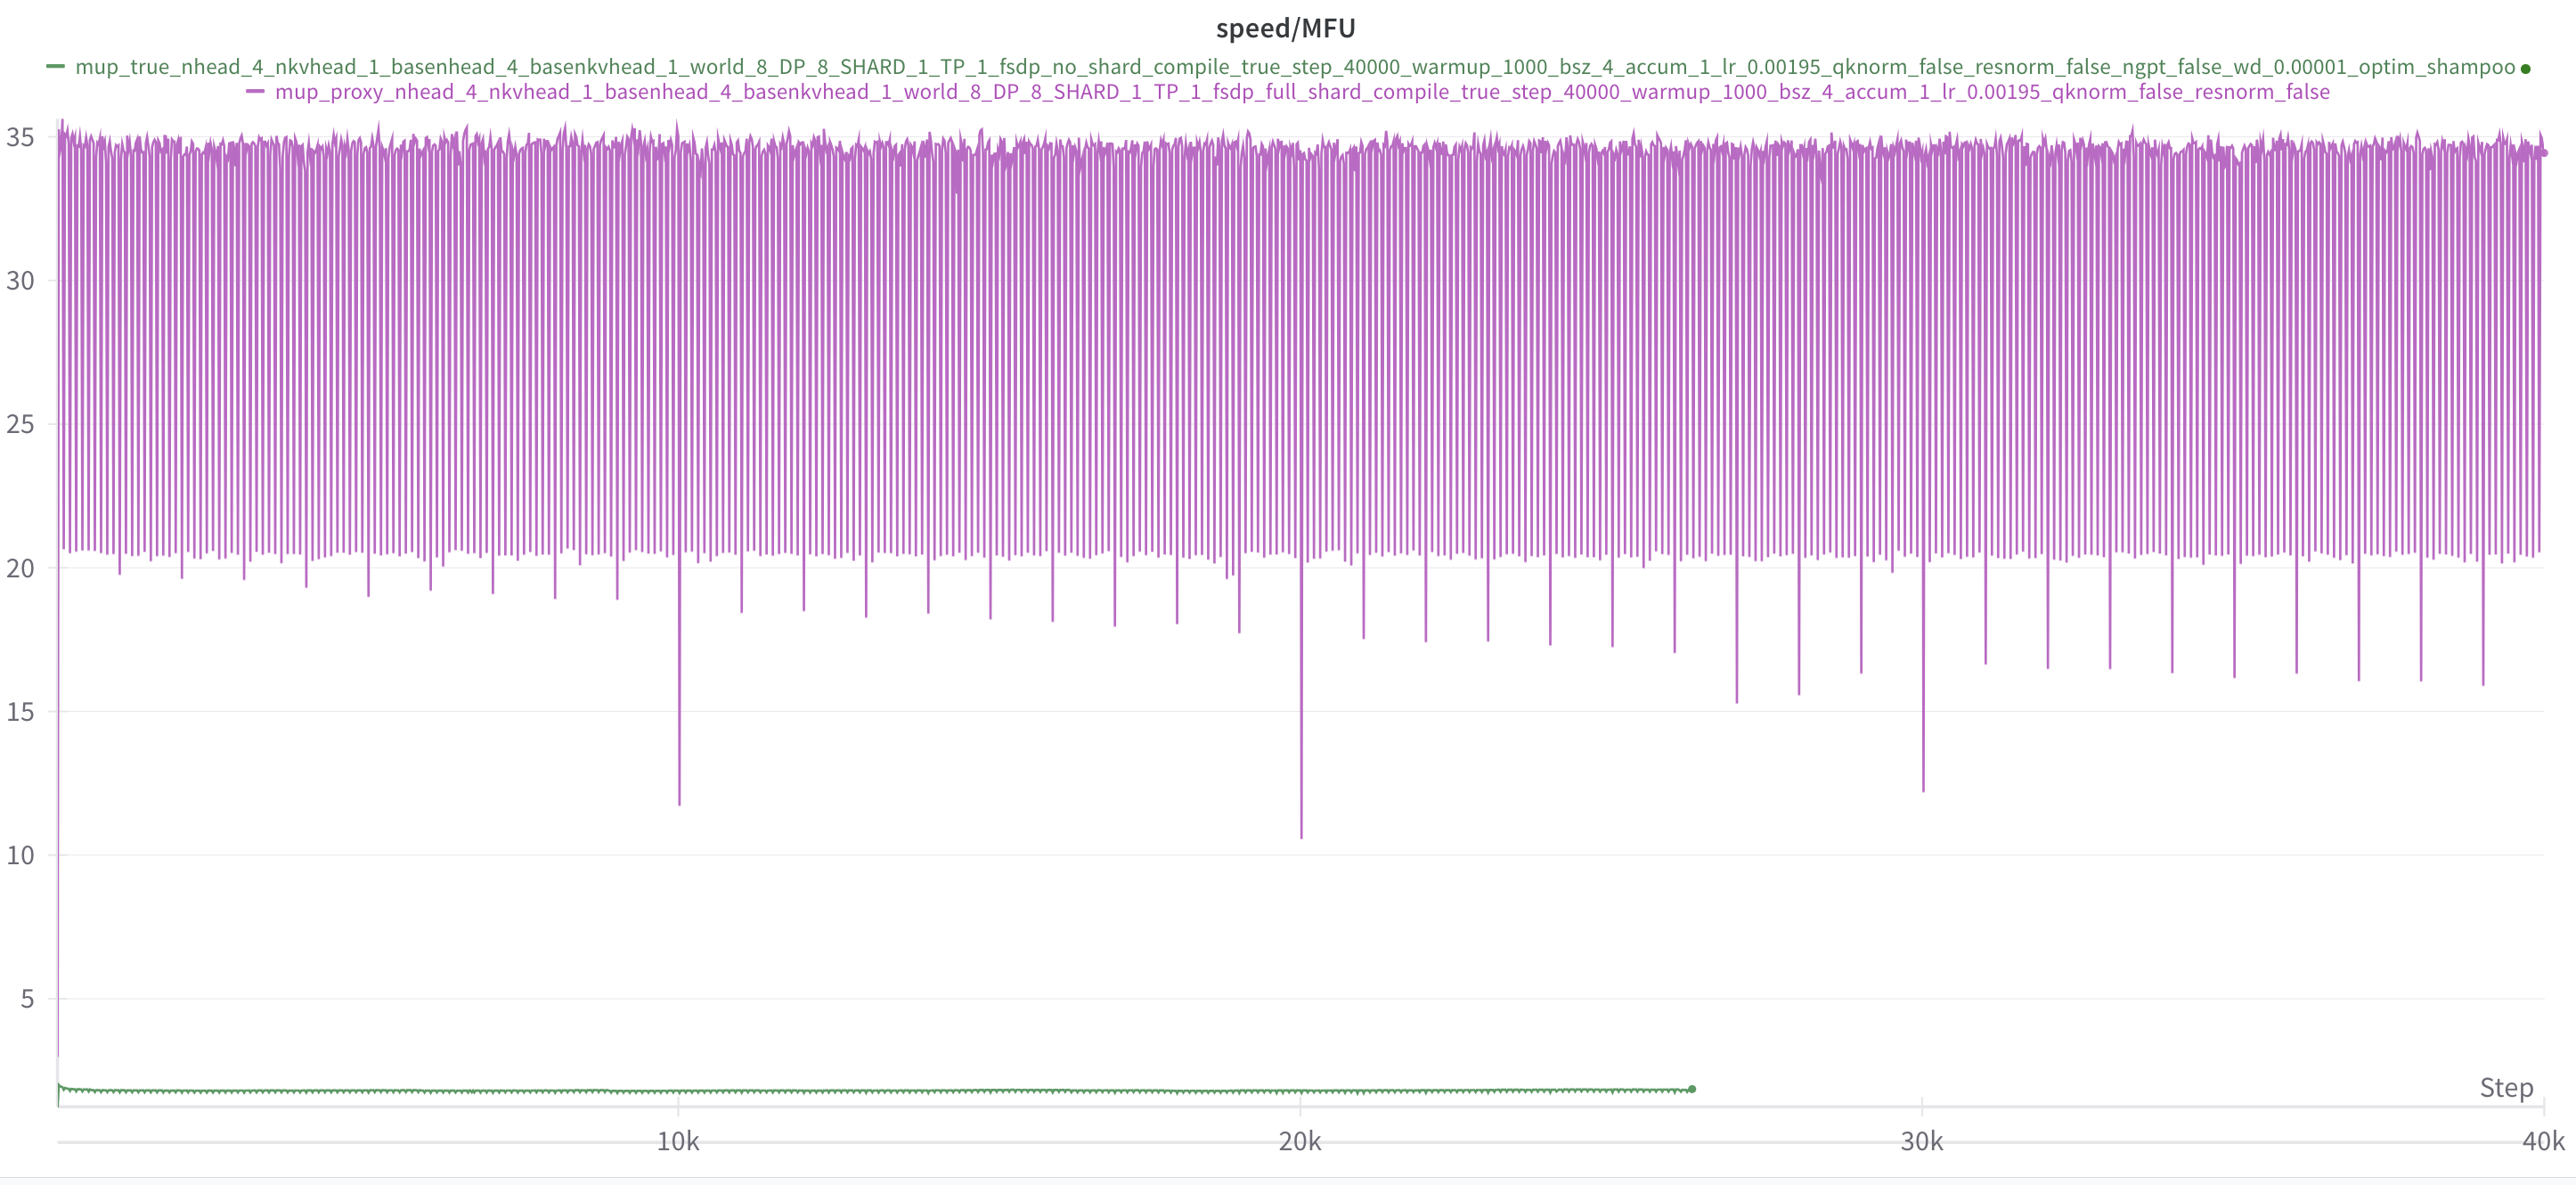 speed/MFU
mup_true_nhead_4_nkvhead_1_basenhead_4_basenkvhead_1_world_8_DP_8_SHARD_1_TP_1_fsdp_no_shard_compile_true_step_40000_warmup_1000_bsz_4_accum_1_lr_0.00195_qknorm_false_resnorm_false_ngpt_false_wd_0.00001_optim_shampoo
mup_proxy_nhead_4_nkvhead_1_basenhead_4_basenkvhead_1_world_8_DP_8_SHARD_1_TP_1_fsdp_full_shard_compile_true_step_40000_warmup_1000_bsz_4_accum_1_lr_0.00195_qknorm_false_resnorm_false
35
30
25
20
15
10
5
Step
10k 20k 30k 40k